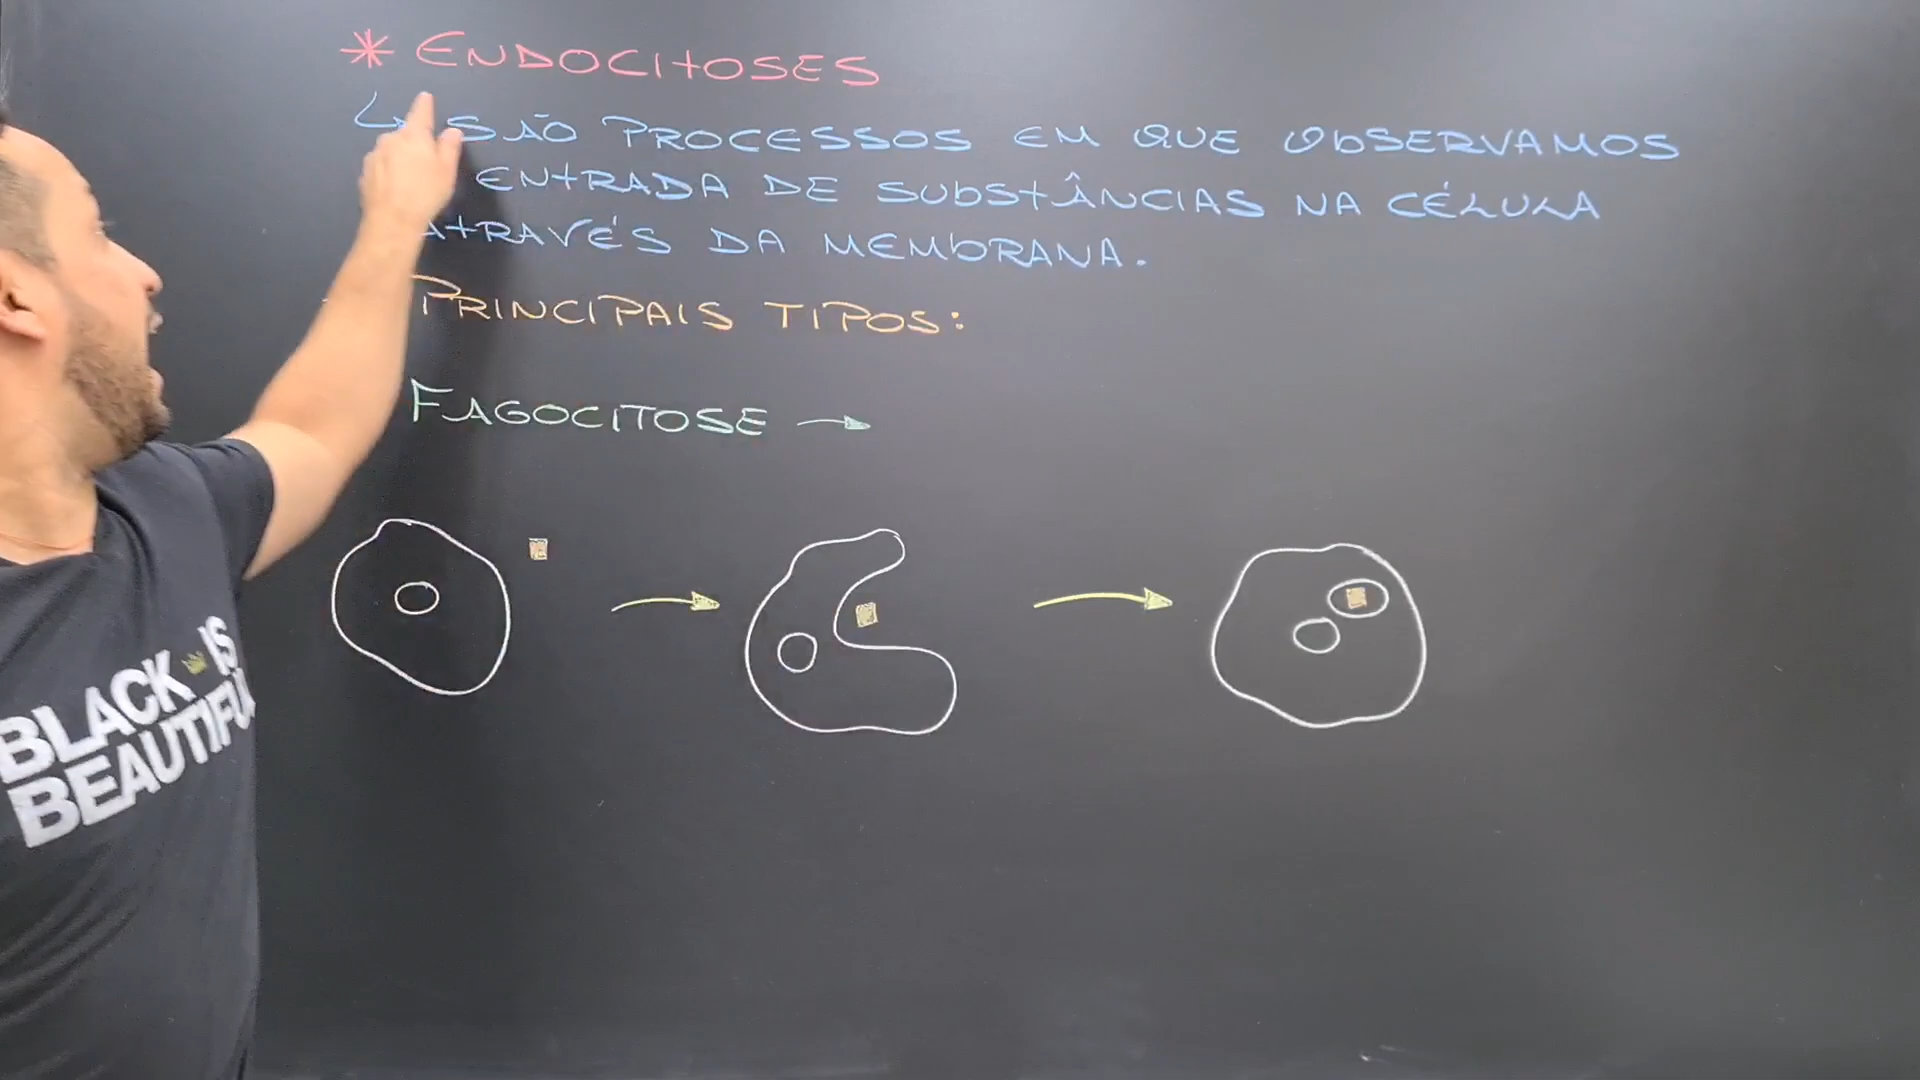 * ENDOCITOSES
↳ SÃO PROCESSOS EM QUE OBSERVAMOS
ENTRADA DE SUBSTÂNCIAS NA CÉLULA
ATRAVÉS DA MEMBRANA.
PRINCIPAIS TIPOS:
FAGOCITOSE →
BLACK IS
BEAUTIFUL